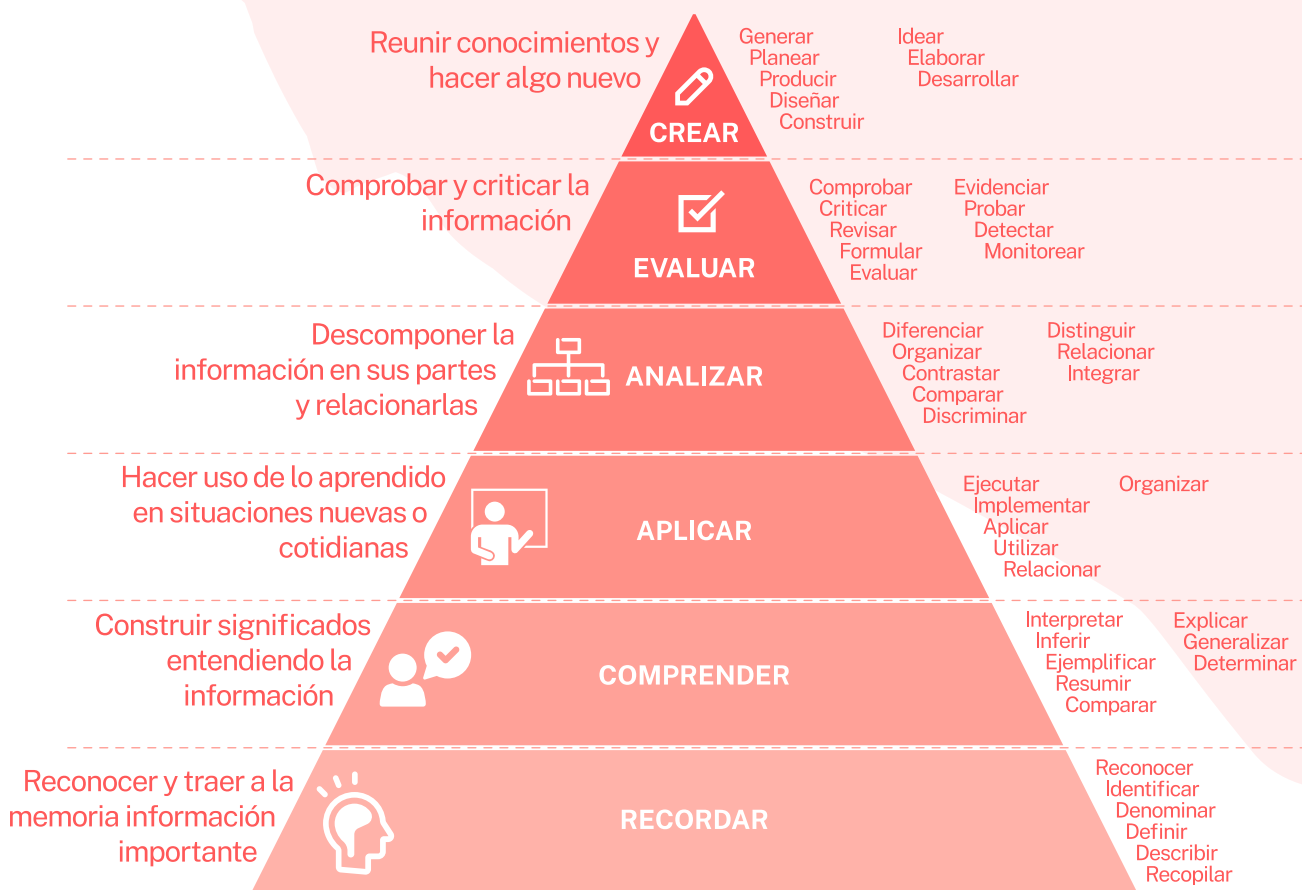 Reunir conocimientos y
hacer algo nuevo
CREAR
Generar
Planear
Producir
Diseñar
Construir
Idear
Elaborar
Desarrollar
Comprobar y criticar la
información
EVALUAR
Comprobar
Criticar
Revisar
Formular
Evaluar
Evidenciar
Probar
Detectar
Monitorear
Descomponer la
información en sus partes
y relacionarlas
ANALIZAR
Diferenciar
Organizar
Contrastar
Comparar
Discriminar
Distinguir
Relacionar
Integrar
Hacer uso de lo aprendido
en situaciones nuevas o
cotidianas
APLICAR
Ejecutar
Implementar
Aplicar
Utilizar
Relacionar
Organizar
Construir significados
entendiendo la
información
COMPRENDER
Interpretar
Inferir
Ejemplificar
Resumir
Comparar
Explicar
Generalizar
Determinar
Reconocer y traer a la
memoria información
importante
RECORDAR
Reconocer
Identificar
Denominar
Definir
Describir
Recopilar